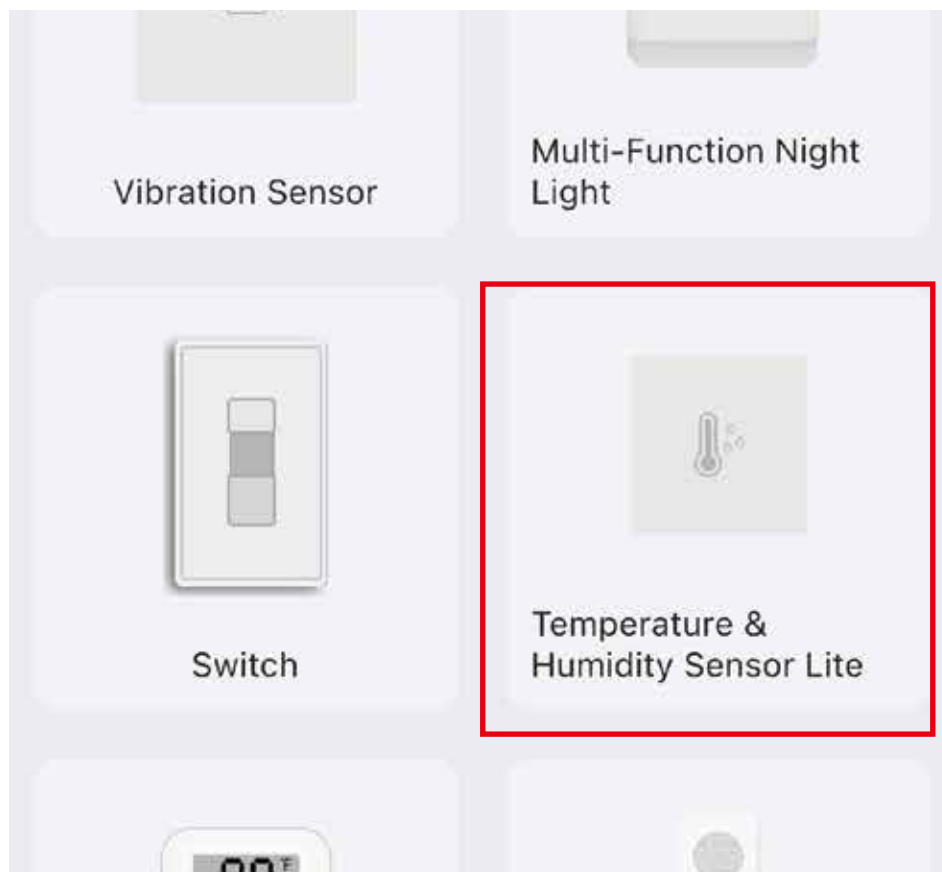 Vibration Sensor
Multi-Function Night
Light
Switch
Temperature &
Humidity Sensor Lite
°F